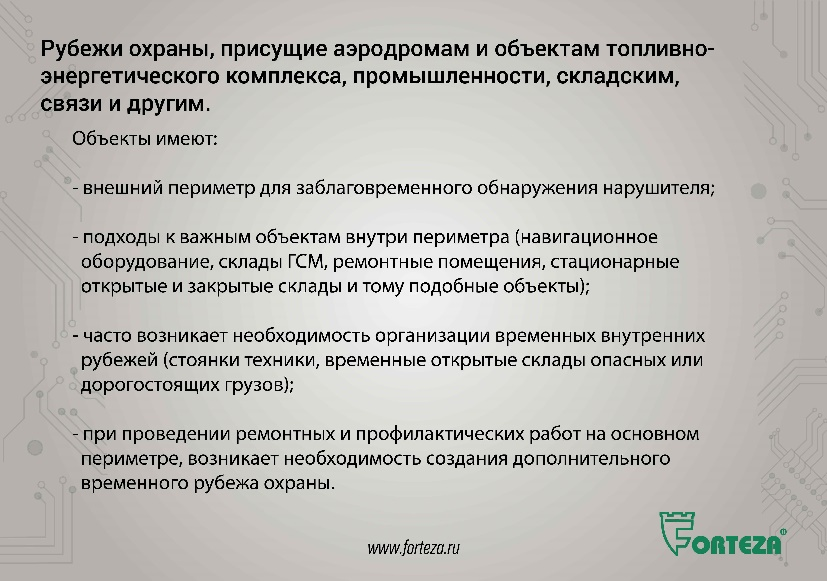 Рубежи охраны, присущие аэродромам и объектам топливно-
энергетического комплекса, промышленности, складским,
связи и другим.
Объекты имеют:
- внешний периметр для заблаговременного обнаружения нарушителя;
- подходы к важным объектам внутри периметра (навигационное
оборудование, склады ГСМ, ремонтные помещения, стационарные
открытые и закрытые склады и тому подобные объекты);
- часто возникает необходимость организации временных внутренних
рубежей (стоянки техники, временные открытые склады опасных или
дорогостоящих грузов);
- при проведении ремонтных и профилактических работ на основном
периметре, возникает необходимость создания дополнительного
временного рубежа охраны.
www.forteza.ru
FORTEZA®